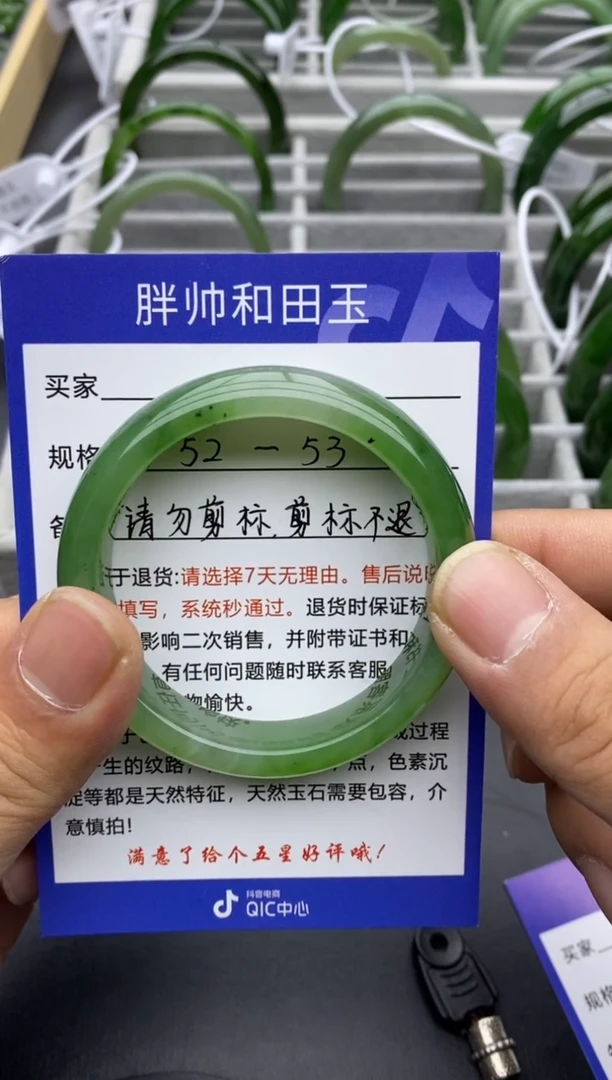 胖帅和田玉
买家
规格 52 — 53
请勿剪标,剪标不退
于退货:请选择7天无理由。售后说
填写,系统秒通过。退货时保证标
影响二次销售,并附带证书和
有任何问题随时联系客服
物愉快。
成过程
生的纹路, 点,色素沉
淀等都是天然特征,天然玉石需要包容,介
意慎拍!
满意了给个五星好评哦!
抖音电商
QIC中心
买家
规格